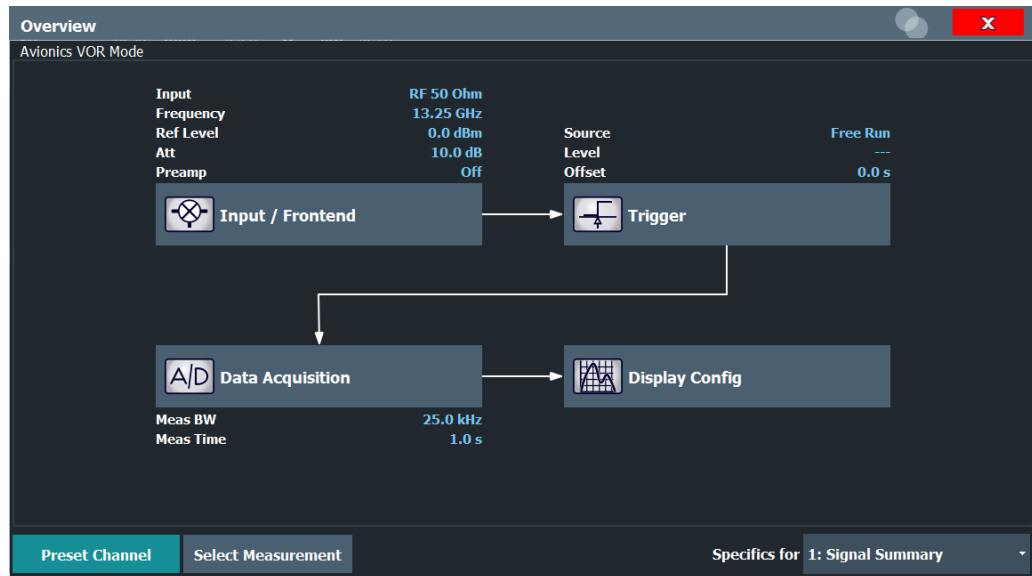 Overview
X
Avionics VOR Mode
Input RF 50 Ohm
Frequency 13.25 GHz
Ref Level 0.0 dBm
Att 10.0 dB
Preamp Off
Source Free Run
Level ---
Offset 0.0 s
Input / Frontend
Trigger
A/D Data Acquisition
Display Config
Meas BW 25.0 kHz
Meas Time 1.0 s
Preset Channel
Select Measurement
Specifics for 1: Signal Summary